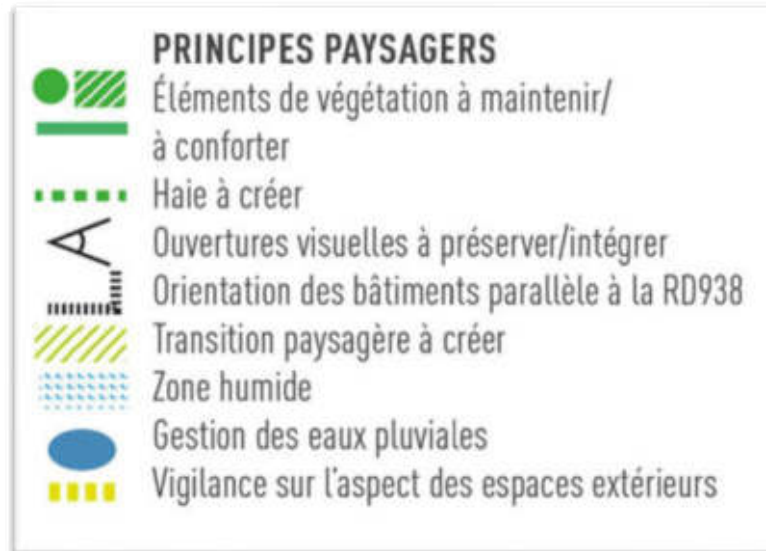 PRINCIPES PAYSAGERS
Éléments de végétation à maintenir/
à conforter
Haie à créer
Ouvertures visuelles à préserver/intégrer
Orientation des bâtiments parallèle à la RD938
Transition paysagère à créer
Zone humide
Gestion des eaux pluviales
Vigilance sur l'aspect des espaces extérieurs